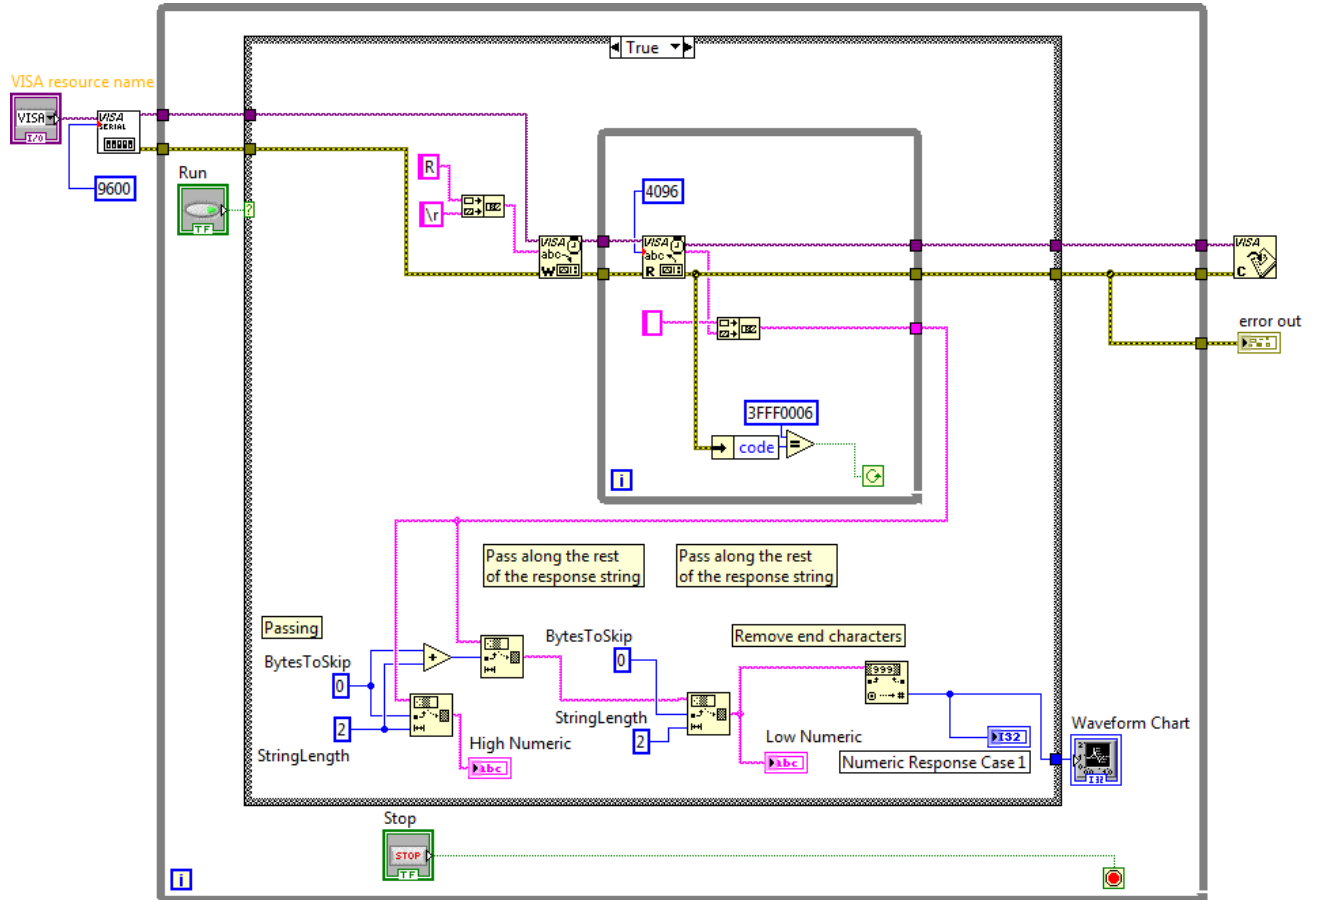 True
VISA resource name
VISA
I/O
VISA
SERIAL
9600
Run
TF
?
R
\r
4096
VISA
abc
W
VISA
abc
R
VISA
C
error out
3FFF0006
code
=
i
Pass along the rest
of the response string
Pass along the rest
of the response string
Passing
BytesToSkip
0
+
2
StringLength
BytesToSkip
0
StringLength
2
Remove end characters
999
High Numeric
abc
Low Numeric
abc
I32
Numeric Response Case 1
Waveform Chart
I32
Stop
STOP
TF
i